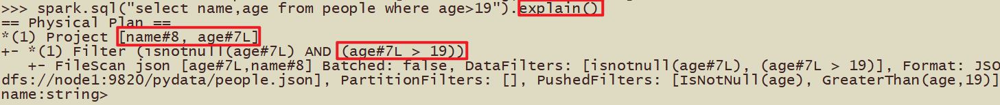 >>> spark.sql("select name,age from people where age>19").explain()
== Physical Plan ==
*(1) Project [name#8, age#7L]
+- *(1) Filter (isnotnull(age#7L) AND (age#7L > 19))
   +- FileScan json [age#7L,name#8] Batched: false, DataFilters: [isnotnull(age#7L), (age#7L > 19)], Format: JSO
dfs://node1:9820/pydata/people.json], PartitionFilters: [], PushedFilters: [IsNotNull(age), GreaterThan(age,19)]
name:string>